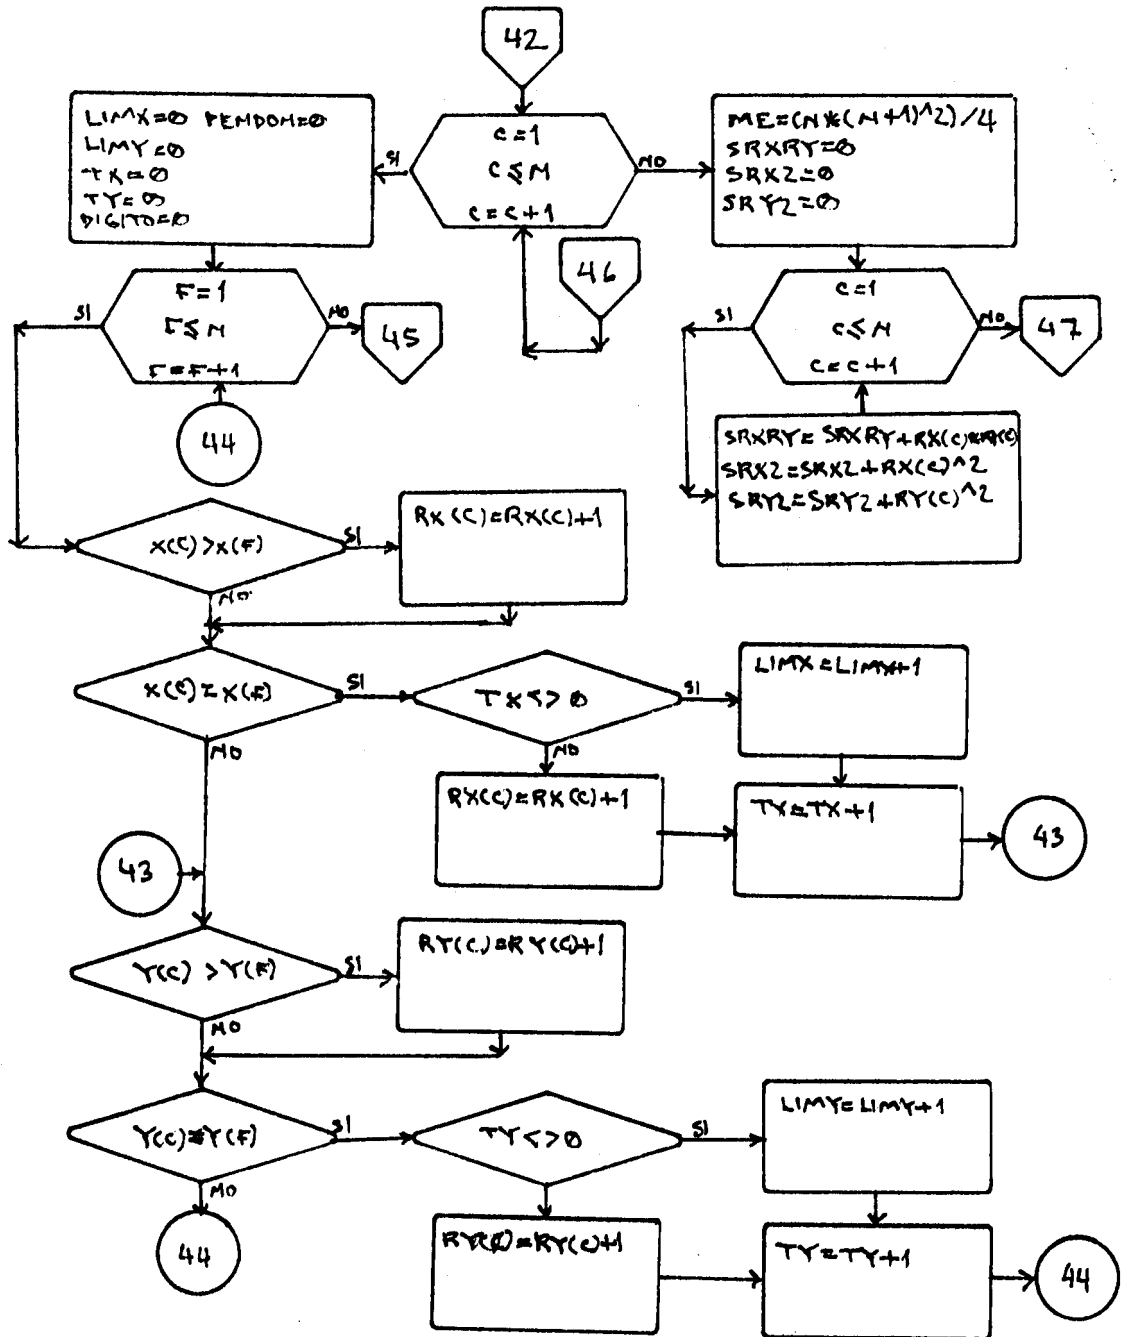 42
LIMX=0 PENDON=0
LIMY=0
TX=0
TY=0
DIGITO=0
SI
C=1
C≤N
C=C+1
NO
ME=(N*(N+1)^2)/4
SRXRY=0
SRX2=0
SRY2=0
46
SI
F=1
F≤N
F=F+1
NO
45
44
SI
C=1
C≤N
C=C+1
NO
47
SRXRY=SRXRY+RX(C)*RY(C)
SRX2=SRX2+RX(C)^2
SRY2=SRY2+RY(C)^2
X(C)>X(F)
SI
RX(C)=RX(C)+1
NO
X(C)=X(F)
SI
TX<>0
SI
LIMX=LIMX+1
NO
NO
RX(C)=RX(C)+1
TX=TX+1
43
43
Y(C)>Y(F)
SI
RY(C)=RY(C)+1
NO
Y(C)=Y(F)
SI
TY<>0
SI
LIMY=LIMY+1
NO
44
RY(C)=RY(C)+1
TY=TY+1
44